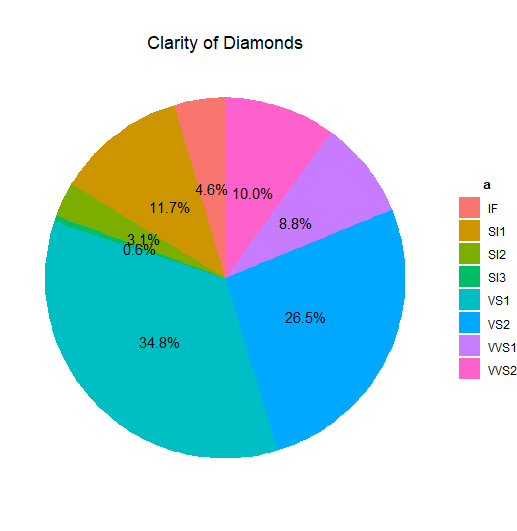 Clarity of Diamonds
4.6%
10.0%
11.7%
8.8%
3.1%
0.6%
26.5%
34.8%
a
IF
SI1
SI2
SI3
VS1
VS2
VVS1
VVS2